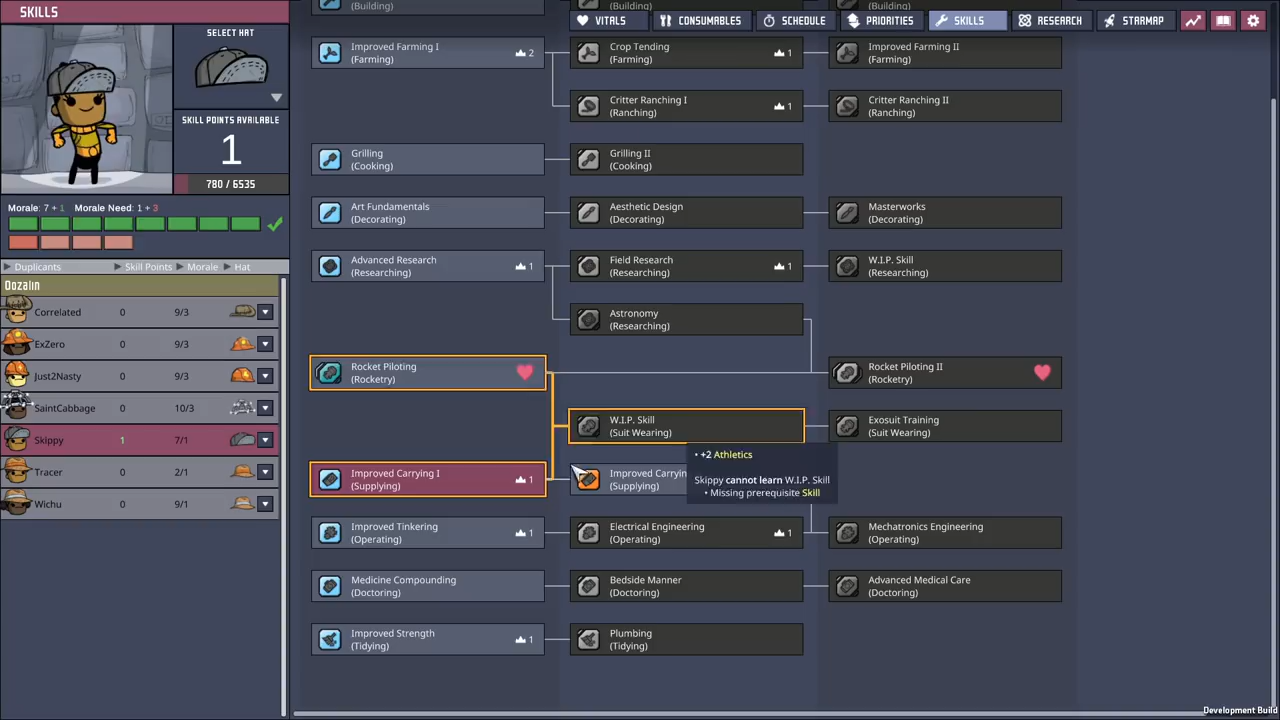 SKILLS
(Building)
(Building)
(Building)
VITALS
CONSUMABLES
SCHEDULE
PRIORITIES
SKILLS
RESEARCH
STARMAP
SELECT HAT
SKILL POINTS AVAILABLE
1
780 / 6535
Morale: 7 + 1 Morale Need: 1 + 3
Duplicants Skill Points Morale Hat
Oozalin
Correlated 0 9/3
ExZero 0 9/3
Just2Nasty 0 9/3
SaintCabbage 0 10/3
Skippy 1 7/1
Tracer 0 2/1
Wichu 0 9/1
Improved Farming I
(Farming)
2
Crop Tending
(Farming)
1
Improved Farming II
(Farming)
Critter Ranching I
(Ranching)
1
Critter Ranching II
(Ranching)
Grilling
(Cooking)
Grilling II
(Cooking)
Art Fundamentals
(Decorating)
Aesthetic Design
(Decorating)
Masterworks
(Decorating)
Advanced Research
(Researching)
1
Field Research
(Researching)
1
W.I.P. Skill
(Researching)
Astronomy
(Researching)
Rocket Piloting
(Rocketry)
Rocket Piloting II
(Rocketry)
W.I.P. Skill
(Suit Wearing)
Exosuit Training
(Suit Wearing)
• +2 Athletics
Skippy cannot learn W.I.P. Skill
• Missing prerequisite Skill
Improved Carrying I
(Supplying)
1
Improved Carryin
(Supplying)
Improved Tinkering
(Operating)
1
Electrical Engineering
(Operating)
1
Mechatronics Engineering
(Operating)
Medicine Compounding
(Doctoring)
Bedside Manner
(Doctoring)
Advanced Medical Care
(Doctoring)
Improved Strength
(Tidying)
1
Plumbing
(Tidying)
Development Build